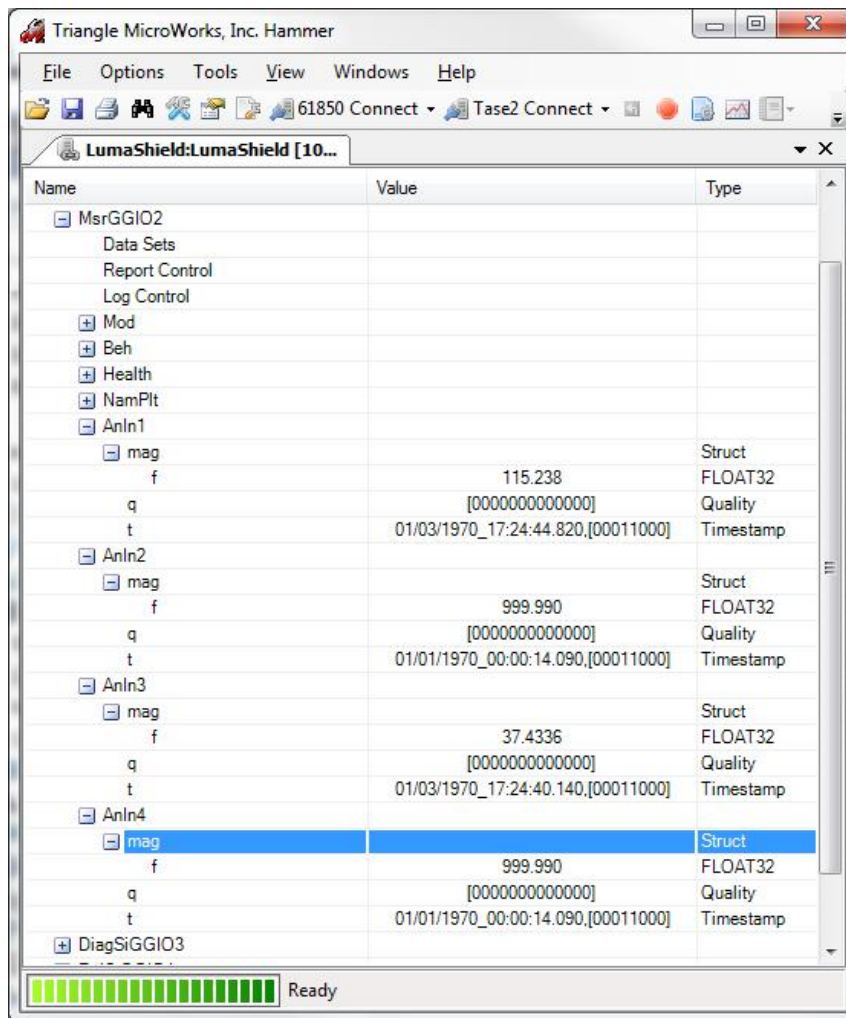 Triangle MicroWorks, Inc. Hammer
File Options Tools View Windows Help
61850 Connect Tase2 Connect
LumaShield:LumaShield [10...
Name Value Type
MsrGGIO2
Data Sets
Report Control
Log Control
Mod
Beh
Health
NamPlt
AnIn1
mag Struct
f 115.238 FLOAT32
q [0000000000000] Quality
t 01/03/1970_17:24:44.820,[00011000] Timestamp
AnIn2
mag Struct
f 999.990 FLOAT32
q [0000000000000] Quality
t 01/01/1970_00:00:14.090,[00011000] Timestamp
AnIn3
mag Struct
f 37.4336 FLOAT32
q [0000000000000] Quality
t 01/03/1970_17:24:40.140,[00011000] Timestamp
AnIn4
mag Struct
f 999.990 FLOAT32
q [0000000000000] Quality
t 01/01/1970_00:00:14.090,[00011000] Timestamp
DiagSiGGIO3
Ready